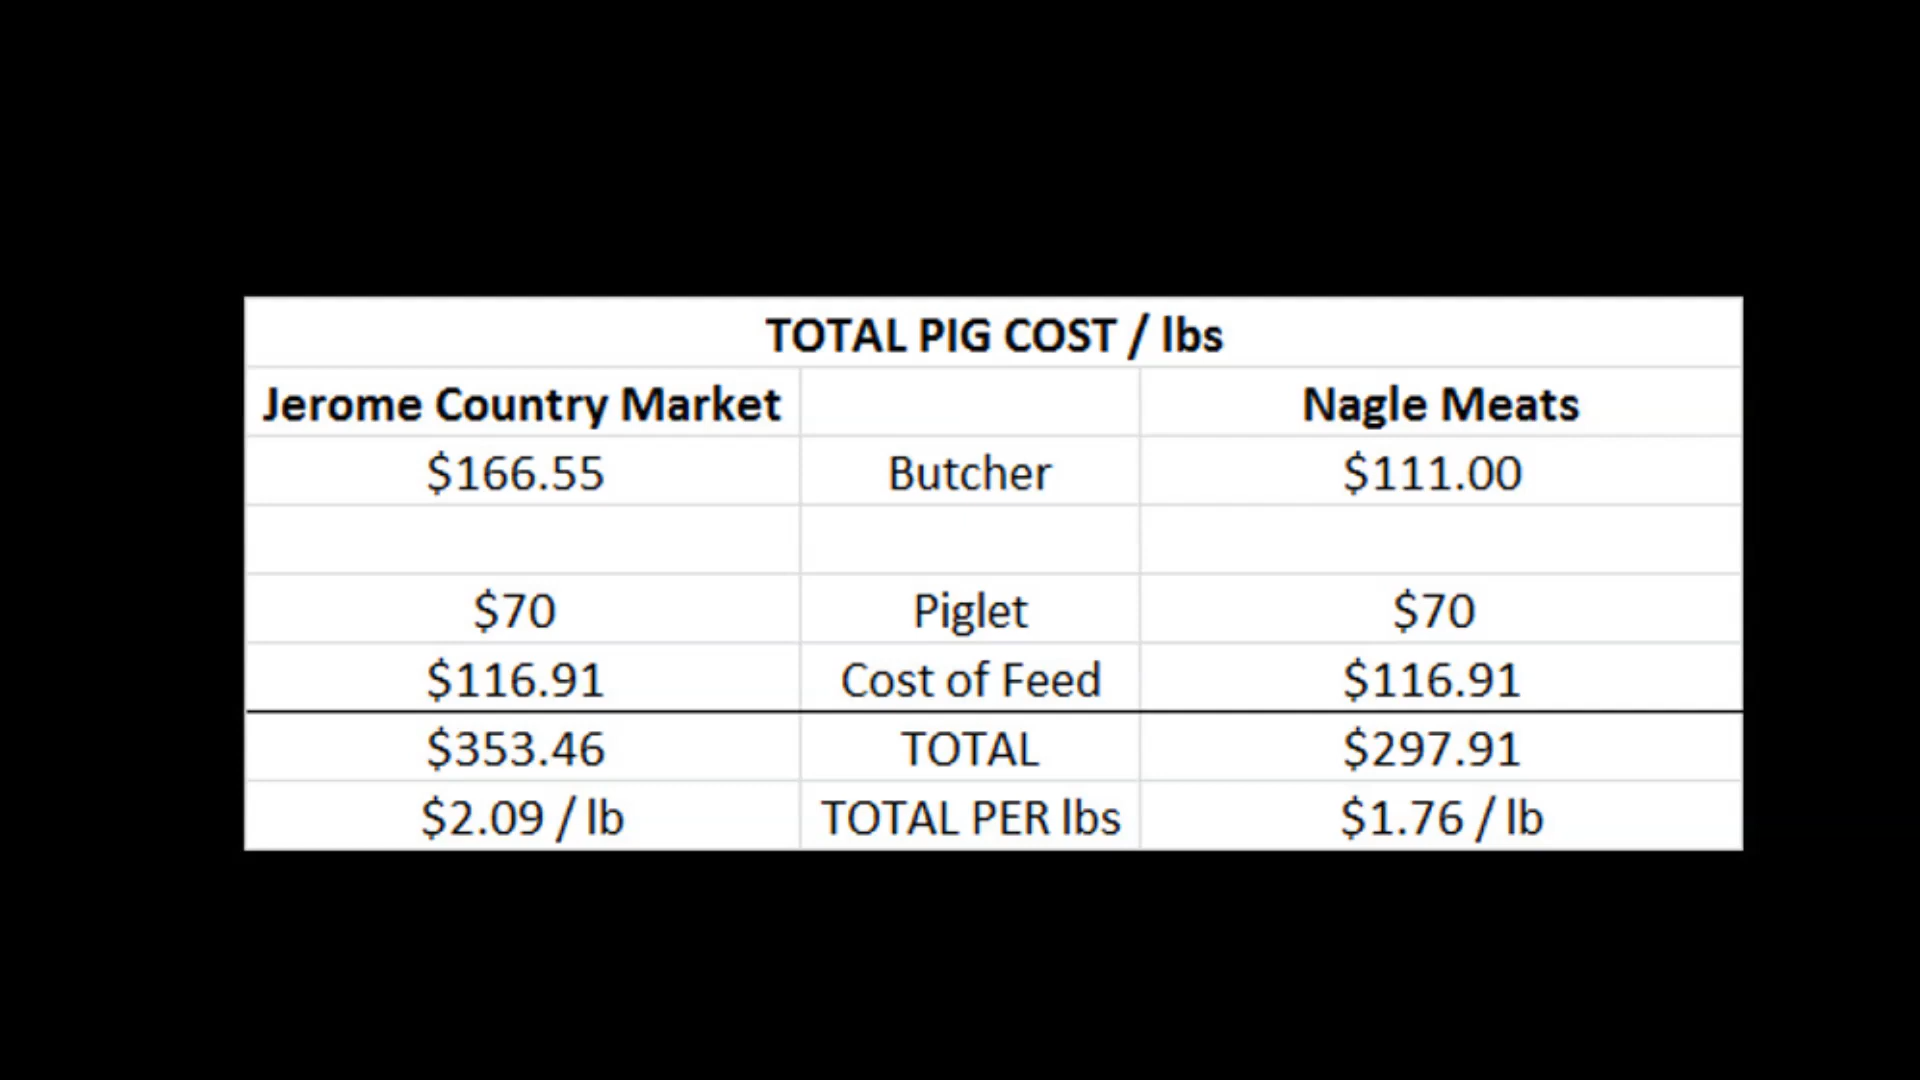 TOTAL PIG COST / lbs
Jerome Country Market Nagle Meats
$166.55 Butcher $111.00
$70 Piglet $70
$116.91 Cost of Feed $116.91
$353.46 TOTAL $297.91
$2.09 / lb TOTAL PER lbs $1.76 / lb